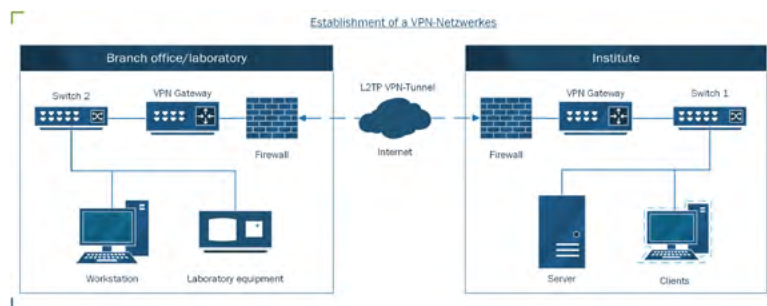 Establishment of a VPN-Netzwerkes
Branch office/laboratory
Institute
Switch 2
VPN Gateway
L2TP VPN-Tunnel
VPN Gateway
Switch 1
Firewall
Internet
Firewall
Workstation
Laboratory equipment
Server
Clients